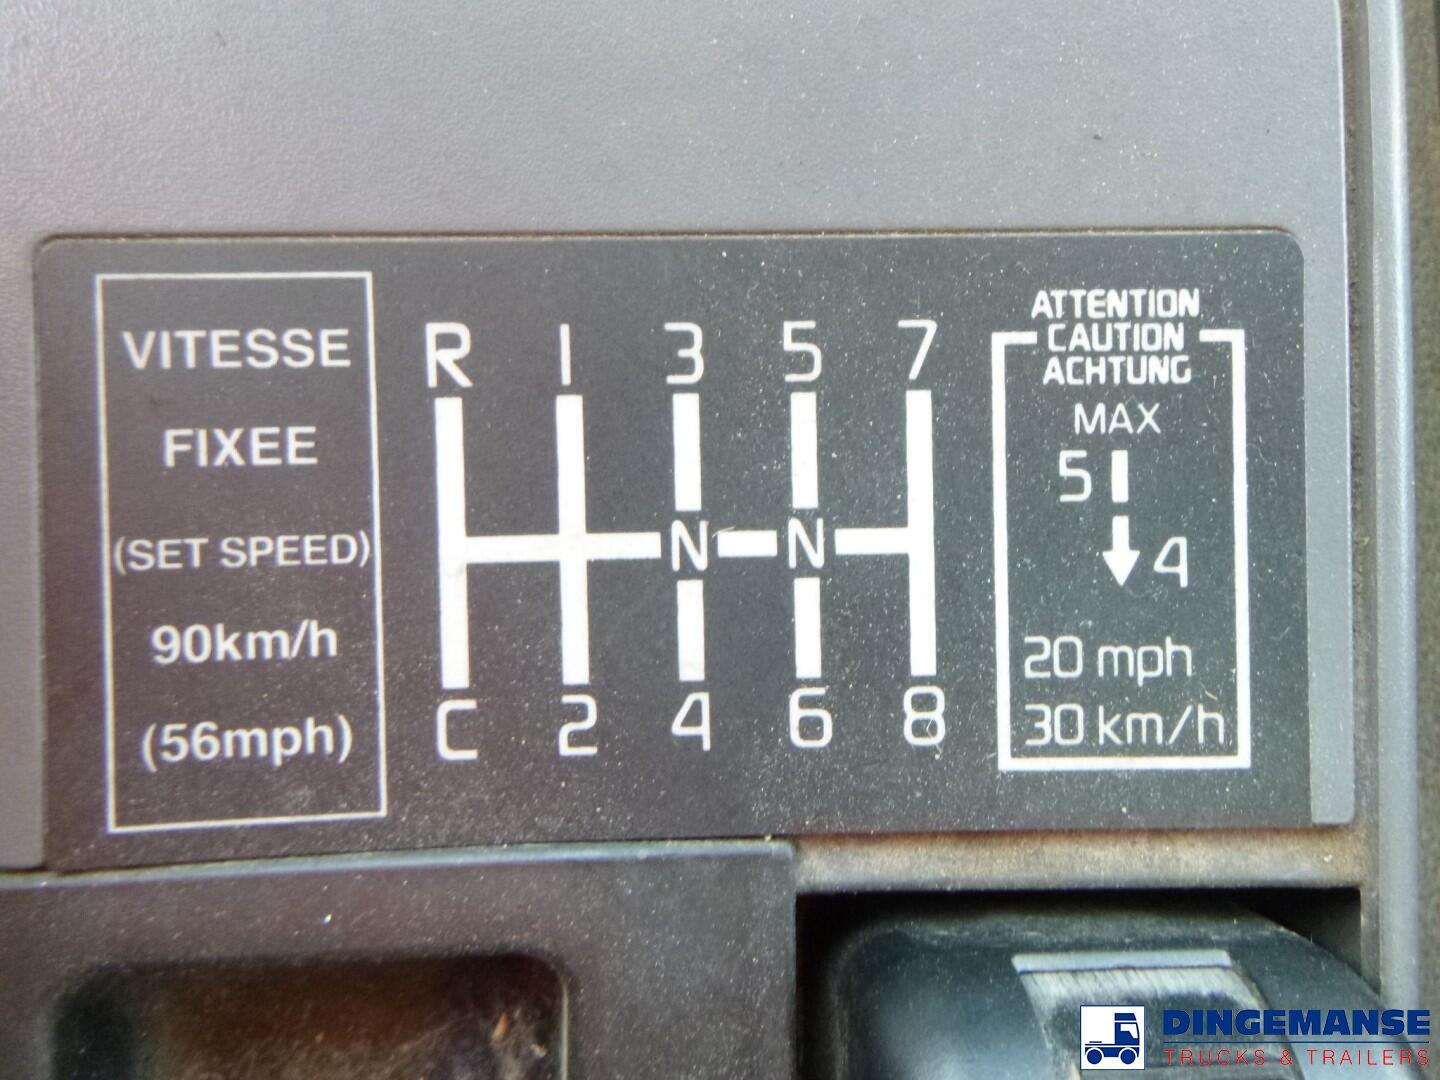 VITESSE
FIXEE
(SET SPEED)
90km/h
(56mph)
R 1 3 5 7
N N
C 2 4 6 8
ATTENTION
CAUTION
ACHTUNG
MAX
5
4
20 mph
30 km/h
DINGEMANSE
TRUCKS & TRAILERS